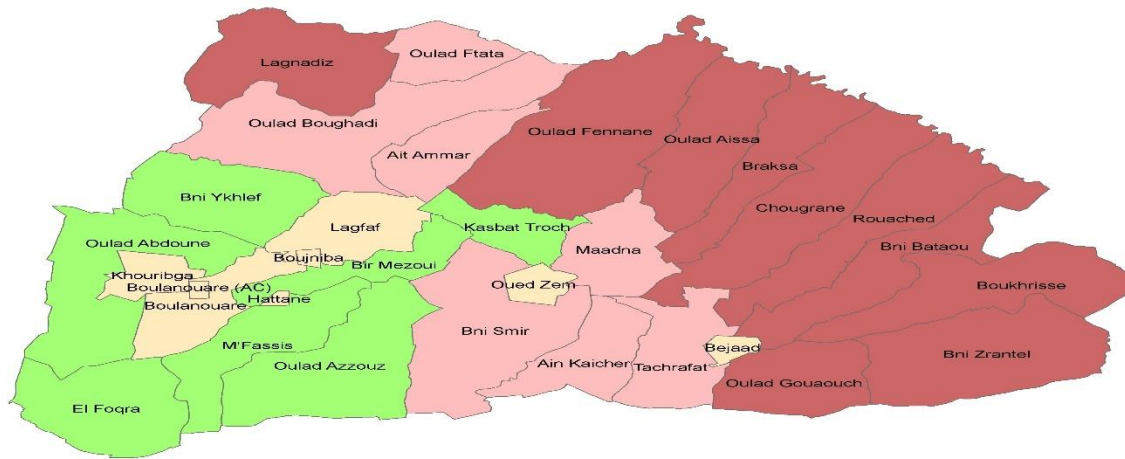 Oulad Ftata
Lagnadiz
Oulad Boughadi
Oulad Fennane
Oulad Aissa
Ait Ammar
Braksa
Bni Ykhlef
Chougrane
Rouached
Lagfaf
Kasbat Troch
Oulad Abdoune
Maadna
Bni Bataou
Boujniba
Bir Mezoui
Khouribga
Oued Zem
Boukhrisse
Boulanouare (AC)
Hattane
Boulanouare
Bni Smir
M'Fassis
Bejaad
Bni Zrantel
Oulad Azzouz
Ain Kaicher
Tachrafat
Oulad Gouaouch
El Foqra